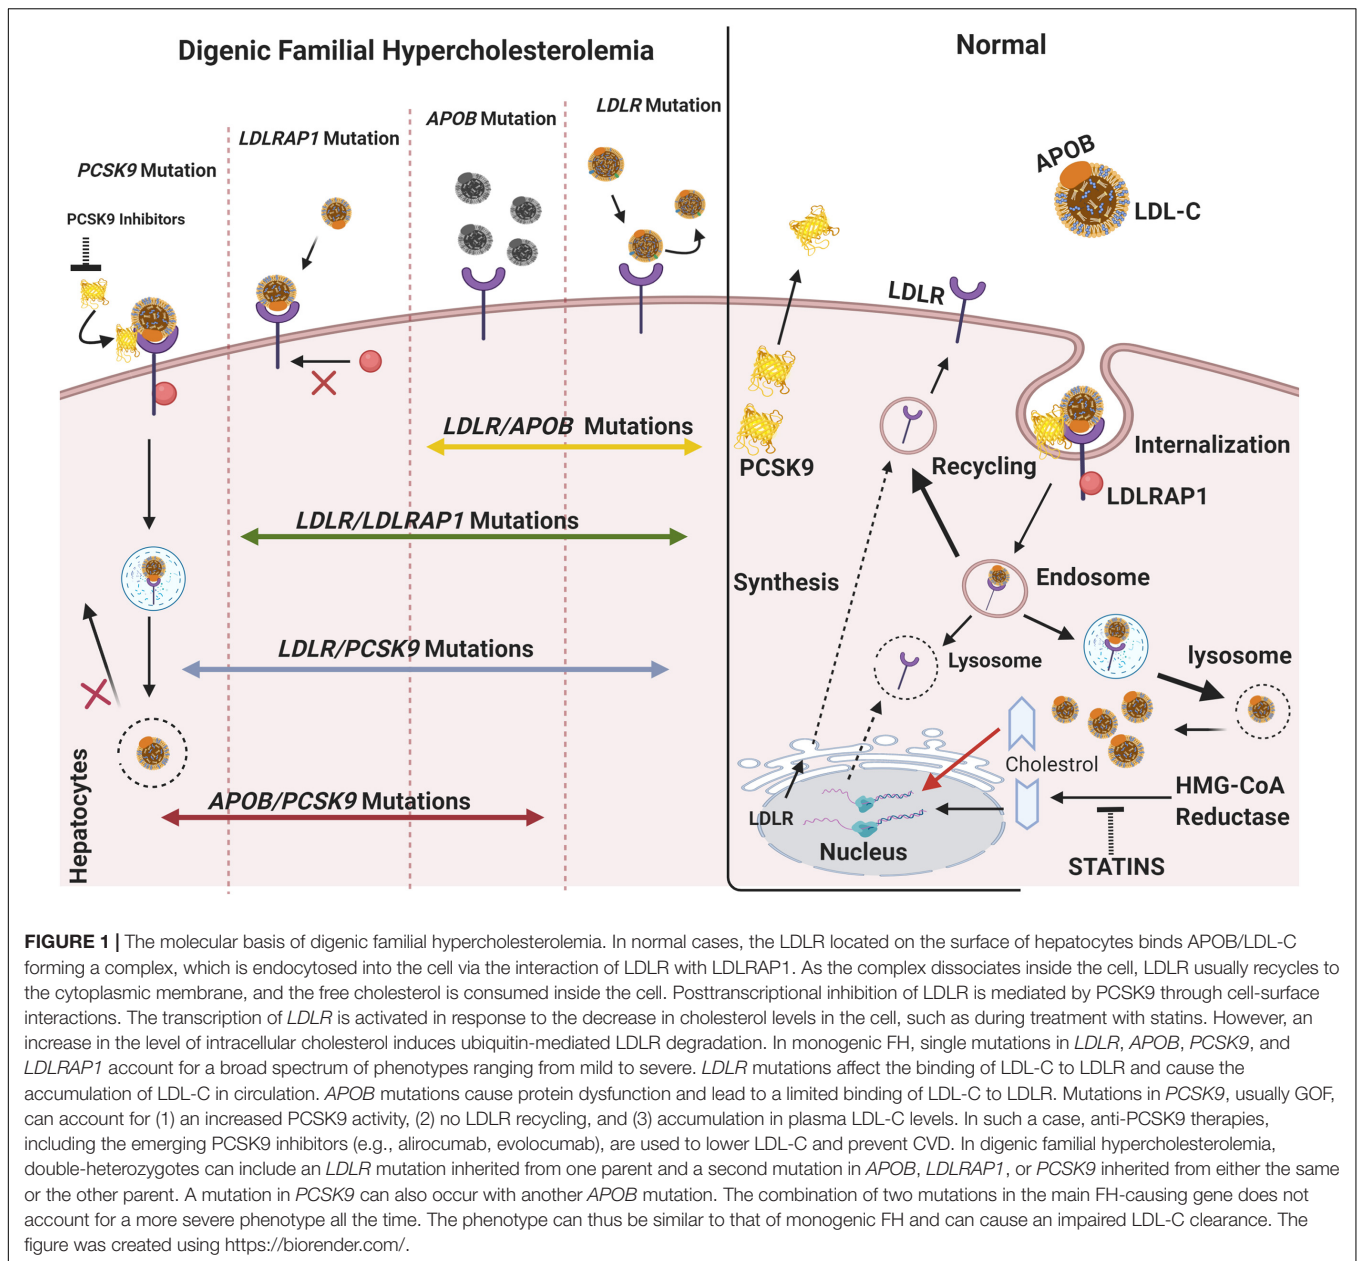 Digenic Familial Hypercholesterolemia
Normal
LDLR Mutation
APOB Mutation
LDLRAP1 Mutation
PCSK9 Mutation
PCSK9 Inhibitors
APOB
LDL-C
LDLR
LDLR/APOB Mutations
PCSK9
Recycling
Internalization
LDLRAP1
LDLR/LDLRAP1 Mutations
Synthesis
Endosome
LDLR/PCSK9 Mutations
Lysosome
lysosome
Cholestrol
APOB/PCSK9 Mutations
HMG-CoA
Reductase
LDLR
Nucleus
STATINS
Hepatocytes
FIGURE 1 | The molecular basis of digenic familial hypercholesterolemia. In normal cases, the LDLR located on the surface of hepatocytes binds APOB/LDL-C
forming a complex, which is endocytosed into the cell via the interaction of LDLR with LDLRAP1. As the complex dissociates inside the cell, LDLR usually recycles to
the cytoplasmic membrane, and the free cholesterol is consumed inside the cell. Posttranscriptional inhibition of LDLR is mediated by PCSK9 through cell-surface
interactions. The transcription of LDLR is activated in response to the decrease in cholesterol levels in the cell, such as during treatment with statins. However, an
increase in the level of intracellular cholesterol induces ubiquitin-mediated LDLR degradation. In monogenic FH, single mutations in LDLR, APOB, PCSK9, and
LDLRAP1 account for a broad spectrum of phenotypes ranging from mild to severe. LDLR mutations affect the binding of LDL-C to LDLR and cause the
accumulation of LDL-C in circulation. APOB mutations cause protein dysfunction and lead to a limited binding of LDL-C to LDLR. Mutations in PCSK9, usually GOF,
can account for (1) an increased PCSK9 activity, (2) no LDLR recycling, and (3) accumulation in plasma LDL-C levels. In such a case, anti-PCSK9 therapies,
including the emerging PCSK9 inhibitors (e.g., alirocumab, evolocumab), are used to lower LDL-C and prevent CVD. In digenic familial hypercholesterolemia,
double-heterozygotes can include an LDLR mutation inherited from one parent and a second mutation in APOB, LDLRAP1, or PCSK9 inherited from either the same
or the other parent. A mutation in PCSK9 can also occur with another APOB mutation. The combination of two mutations in the main FH-causing gene does not
account for a more severe phenotype all the time. The phenotype can thus be similar to that of monogenic FH and can cause an impaired LDL-C clearance. The
figure was created using https://biorender.com/.